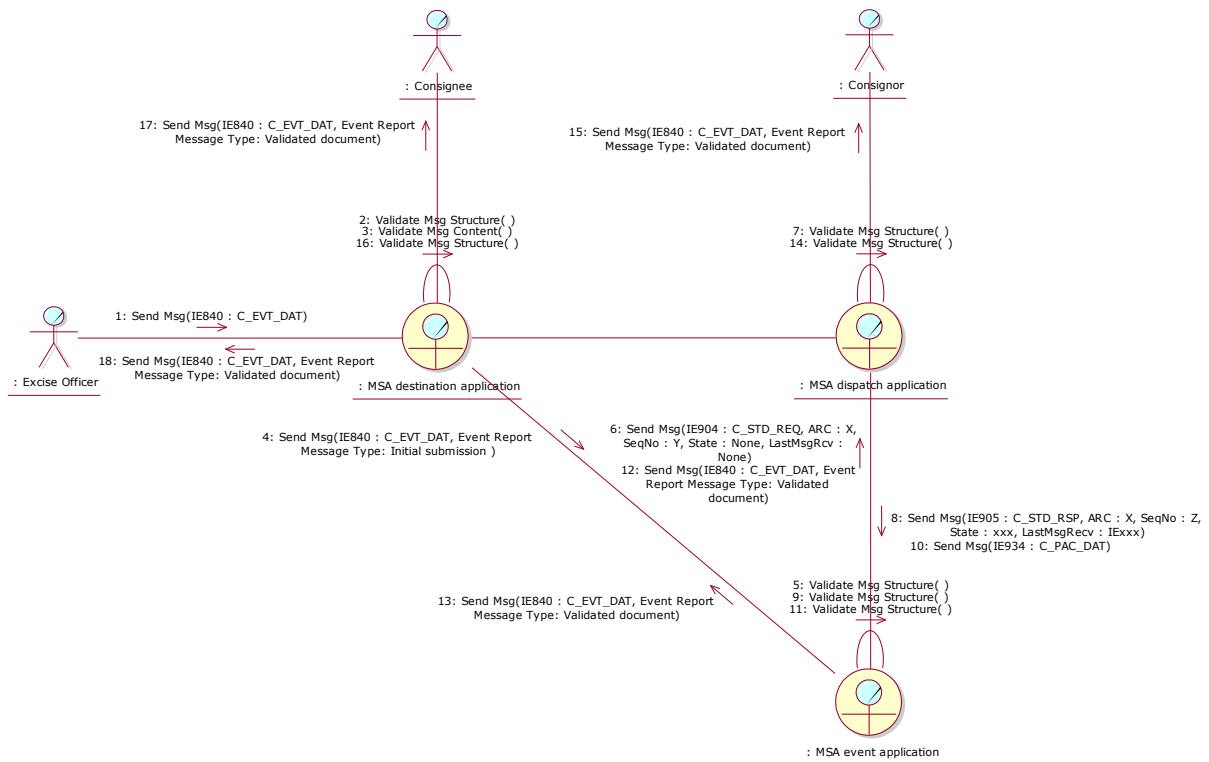 : Consignee
: Consignor
17: Send Msg(IE840 : C_EVT_DAT, Event Report
Message Type: Validated document)
15: Send Msg(IE840 : C_EVT_DAT, Event Report
Message Type: Validated document)
2: Validate Msg Structure( )
3: Validate Msg Content( )
16: Validate Msg Structure( )
7: Validate Msg Structure( )
14: Validate Msg Structure( )
1: Send Msg(IE840 : C_EVT_DAT)
18: Send Msg(IE840 : C_EVT_DAT, Event Report
Message Type: Validated document)
: Excise Officer
: MSA destination application
: MSA dispatch application
4: Send Msg(IE840 : C_EVT_DAT, Event Report
Message Type: Initial submission )
6: Send Msg(IE904 : C_STD_REQ, ARC : X,
SeqNo : Y, State : None, LastMsgRcv :
None)
12: Send Msg(IE840 : C_EVT_DAT, Event
Report Message Type: Validated
document)
8: Send Msg(IE905 : C_STD_RSP, ARC : X, SeqNo : Z,
State : xxx, LastMsgRecv : IExxx)
10: Send Msg(IE934 : C_PAC_DAT)
5: Validate Msg Structure( )
9: Validate Msg Structure( )
11: Validate Msg Structure( )
13: Send Msg(IE840 : C_EVT_DAT, Event Report
Message Type: Validated document)
: MSA event application